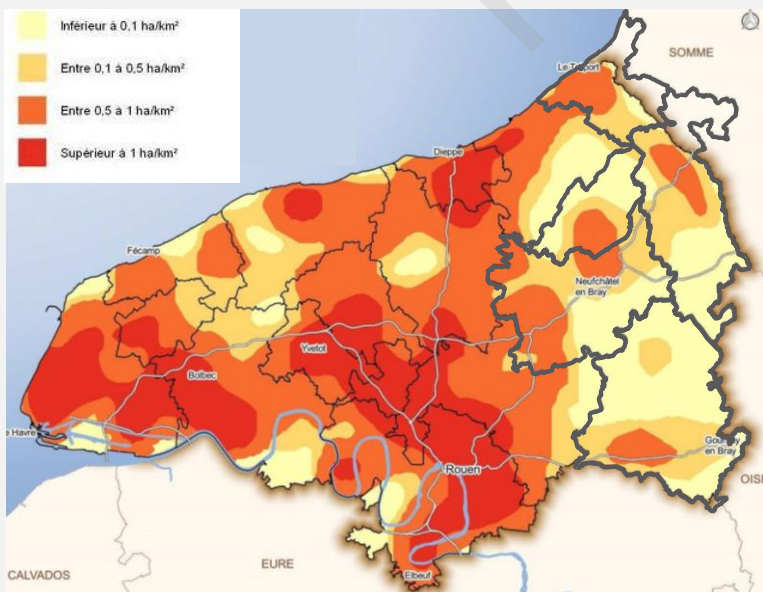 Inférieur à 0,1 ha/km²
Entre 0,1 à 0,5 ha/km²
Entre 0,5 à 1 ha/km²
Supérieur à 1 ha/km²
SOMME
Le Tréport
Dieppe
Fécamp
Neufchâtel
en Bray
Yvetot
Bolbec
e Havre
Gournay
en Bray
Rouen
OIS
EURE
CALVADOS
Elbeuf